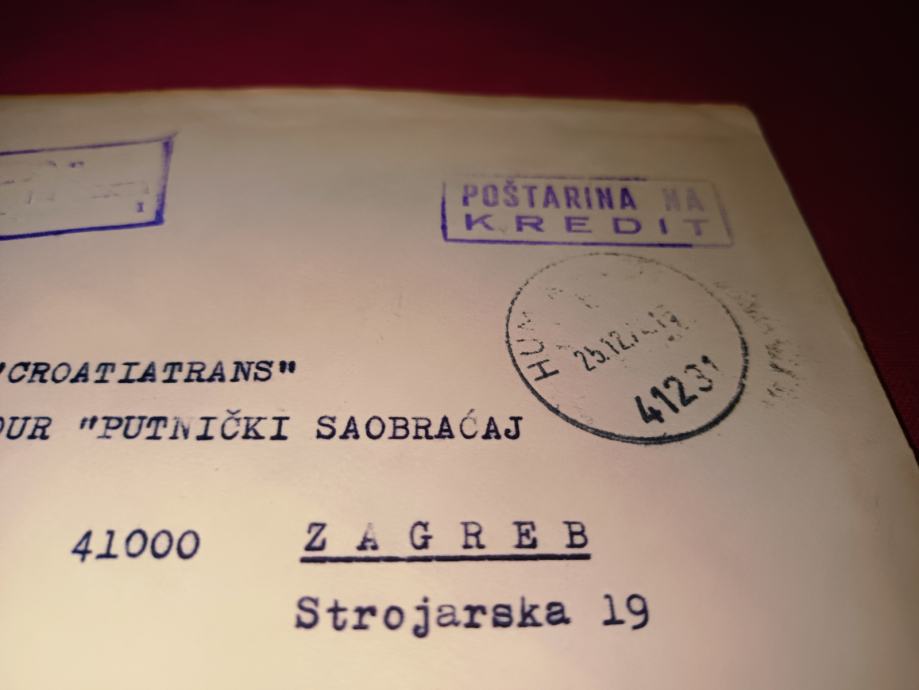 POŠTARINA NA
KREDIT
HUM
41231
"CROATIATRANS"
OUR "PUTNIČKI SAOBRAĆAJ
41000 ZAGREB
Strojarska 19